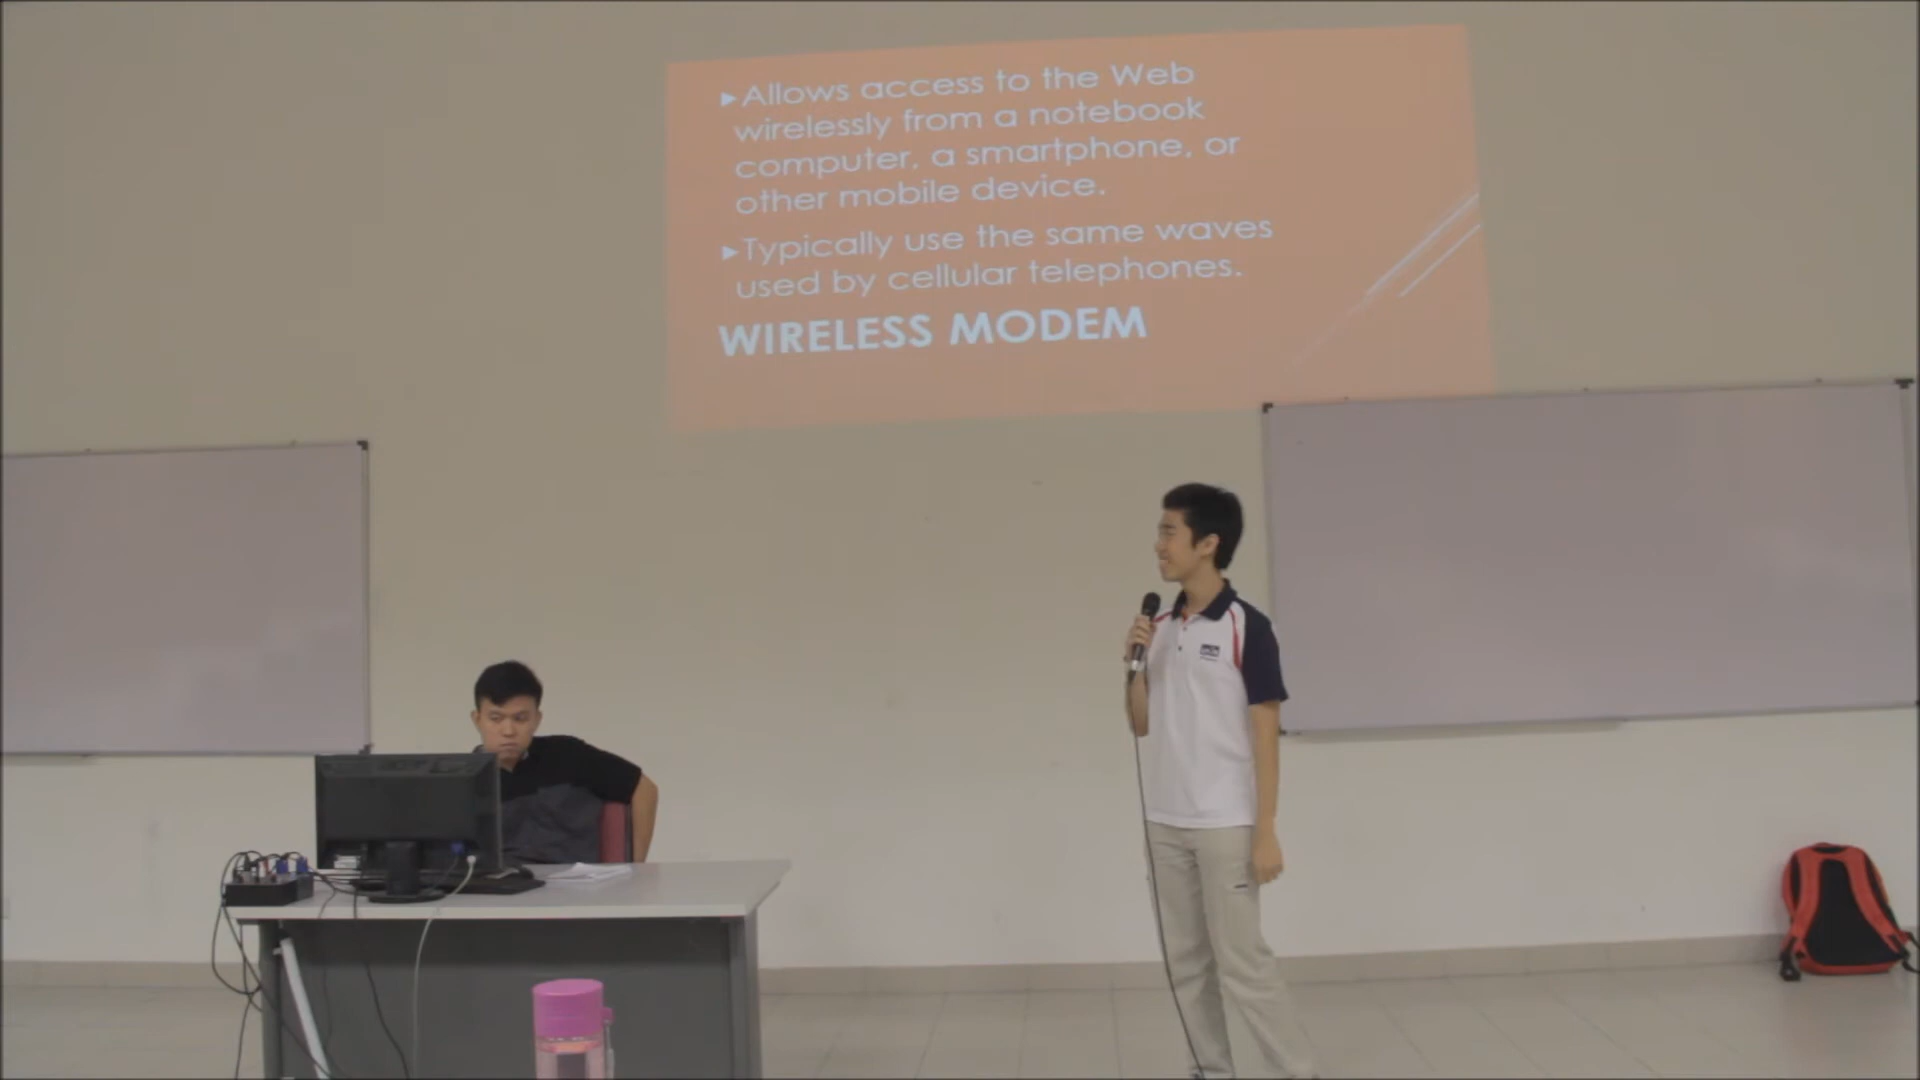 ►Allows access to the Web
wirelessly from a notebook
computer, a smartphone, or
other mobile device.
►Typically use the same waves
used by cellular telephones.
WIRELESS MODEM